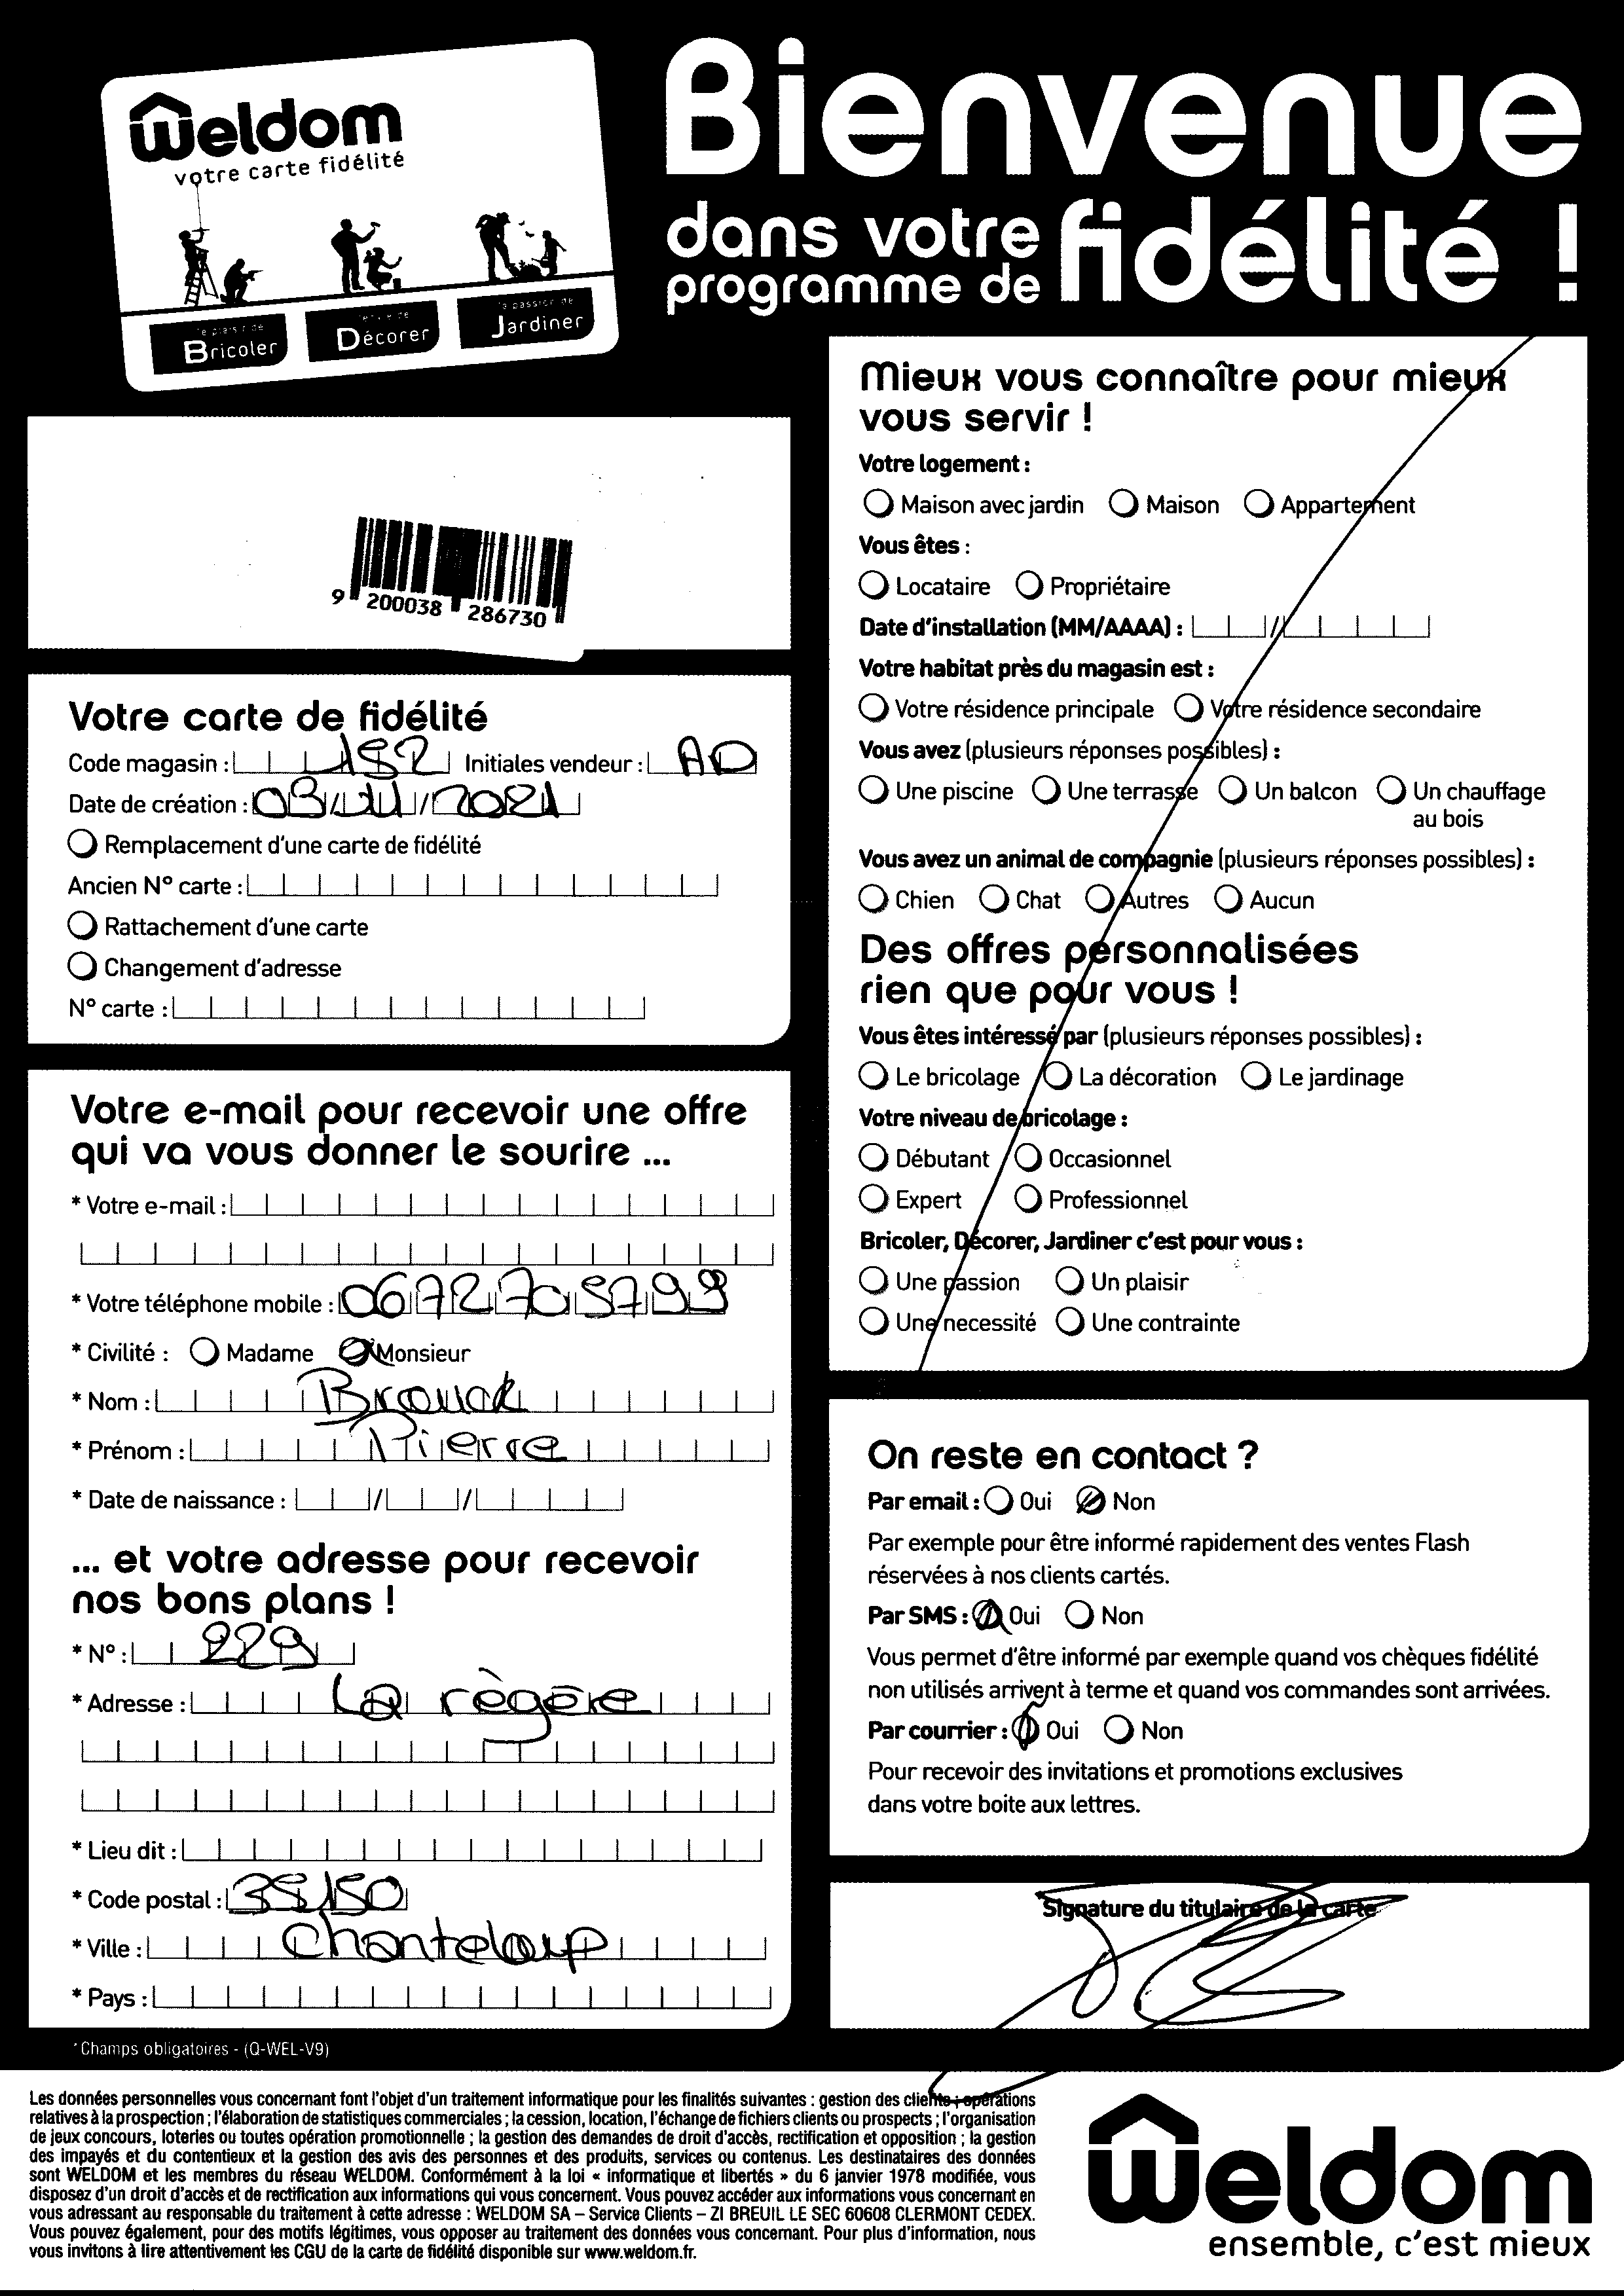 Weldom
votre carte fidélité
le plaisir de
Bricoler
l'envie de
Décorer
la passion de
Jardiner
Bienvenue
dans votre
programme de fidélité !
9 200038 286730
Votre carte de fidélité
Code magasin : 152 Initiales vendeur : AD
Date de création : 03/11/2021
Remplacement d'une carte de fidélité
Ancien N° carte :
Rattachement d'une carte
Changement d'adresse
N° carte :
Votre e-mail pour recevoir une offre
qui va vous donner le sourire ...
* Votre e-mail :
* Votre téléphone mobile : 0672705799
* Civilité : Madame Monsieur
* Nom :
* Prénom : Pierre
* Date de naissance : / /
... et votre adresse pour recevoir
nos bons plans !
* N° : 229
* Adresse : La règère
* Lieu dit :
* Code postal : 35150
* Ville : Chanteloup
* Pays :
* Champs obligatoires - (Q-WEL-V9)
Mieux vous connaître pour mieux
vous servir !
Votre logement :
Maison avec jardin Maison Appartement
Vous êtes :
Locataire Propriétaire
Date d'installation (MM/AAAA) : /
Votre habitat près du magasin est :
Votre résidence principale Votre résidence secondaire
Vous avez (plusieurs réponses possibles) :
Une piscine Une terrasse Un balcon Un chauffage
au bois
Vous avez un animal de compagnie (plusieurs réponses possibles) :
Chien Chat Autres Aucun
Des offres personnalisées
rien que pour vous !
Vous êtes intéressé par (plusieurs réponses possibles) :
Le bricolage La décoration Le jardinage
Votre niveau de bricolage :
Débutant Occasionnel
Expert Professionnel
Bricoler, Décorer, Jardiner c'est pour vous :
Une passion Un plaisir
Une necessité Une contrainte
On reste en contact ?
Par email : Oui Non
Par exemple pour être informé rapidement des ventes Flash
réservées à nos clients cartés.
Par SMS : Oui Non
Vous permet d'être informé par exemple quand vos chèques fidélité
non utilisés arrivent à terme et quand vos commandes sont arrivées.
Par courrier : Oui Non
Pour recevoir des invitations et promotions exclusives
dans votre boite aux lettres.
*Signature du titulaire de la carte
Les données personnelles vous concernant font l'objet d'un traitement informatique pour les finalités suivantes : gestion des clients ; opérations
relatives à la prospection ; l'élaboration de statistiques commerciales ; la cession, location, l'échange de fichiers clients ou prospects ; l'organisation
de jeux concours, loteries ou toutes opération promotionnelle ; la gestion des demandes de droit d'accès, rectification et opposition ; la gestion
des impayés et du contentieux et la gestion des avis des personnes et des produits, services ou contenus. Les destinataires des données
sont WELDOM et les membres du réseau WELDOM. Conformément à la loi « informatique et libertés » du 6 janvier 1978 modifiée, vous
disposez d'un droit d'accès et de rectification aux informations qui vous concernent. Vous pouvez accéder aux informations vous concernant en
vous adressant au responsable du traitement à cette adresse : WELDOM SA – Service Clients – ZI BREUIL LE SEC 60608 CLERMONT CEDEX.
Vous pouvez également, pour des motifs légitimes, vous opposer au traitement des données vous concernant. Pour plus d'information, nous
vous invitons à lire attentivement les CGU de la carte de fidélité disponible sur www.weldom.fr.
Weldom
ensemble, c'est mieux